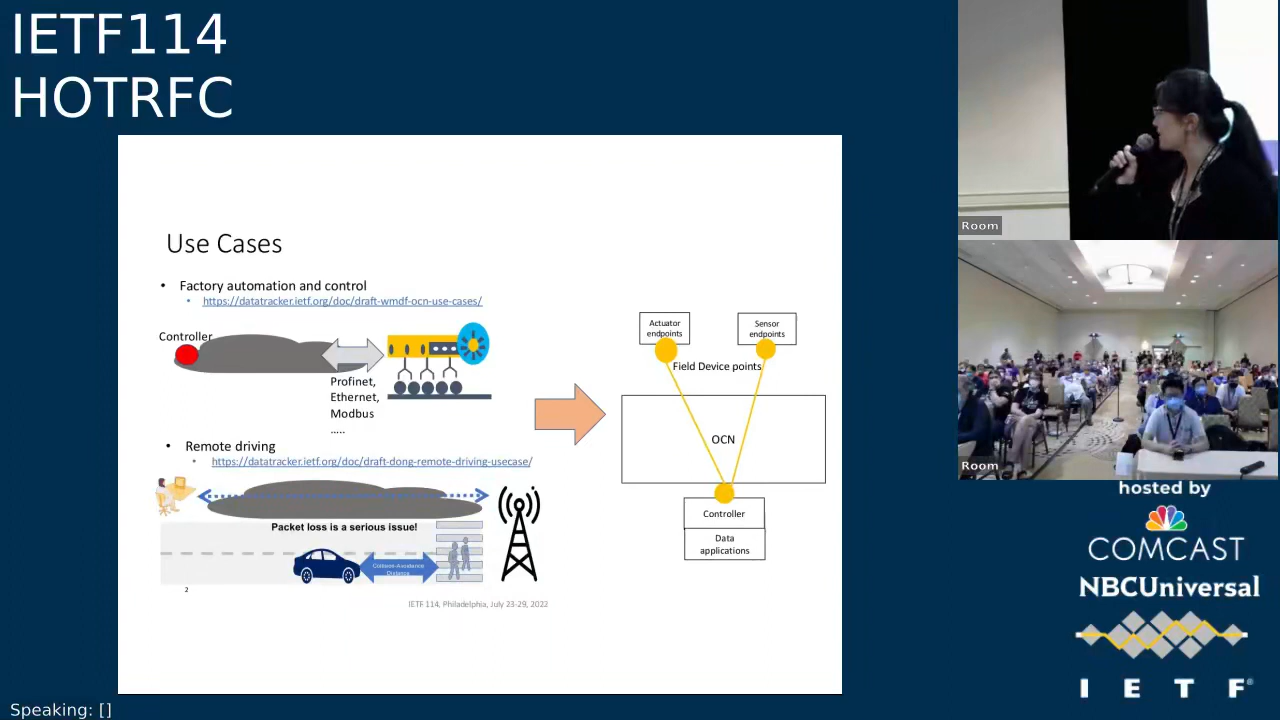 IETF114
HOTRFC
Use Cases
• Factory automation and control
• https://datatracker.ietf.org/doc/draft-wmdf-ocn-use-cases/
Controller
Profinet,
Ethernet,
Modbus
.....
• Remote driving
• https://datatracker.ietf.org/doc/draft-dong-remote-driving-usecase/
Packet loss is a serious issue!
Collision-Avoidance
Distance
2
IETF 114, Philadelphia, July 23-29, 2022
Actuator
endpoints
Sensor
endpoints
Field Device points
OCN
Controller
Data
applications
Room
Room
hosted by
COMCAST
NBCUniversal
I E T F®
Speaking: []